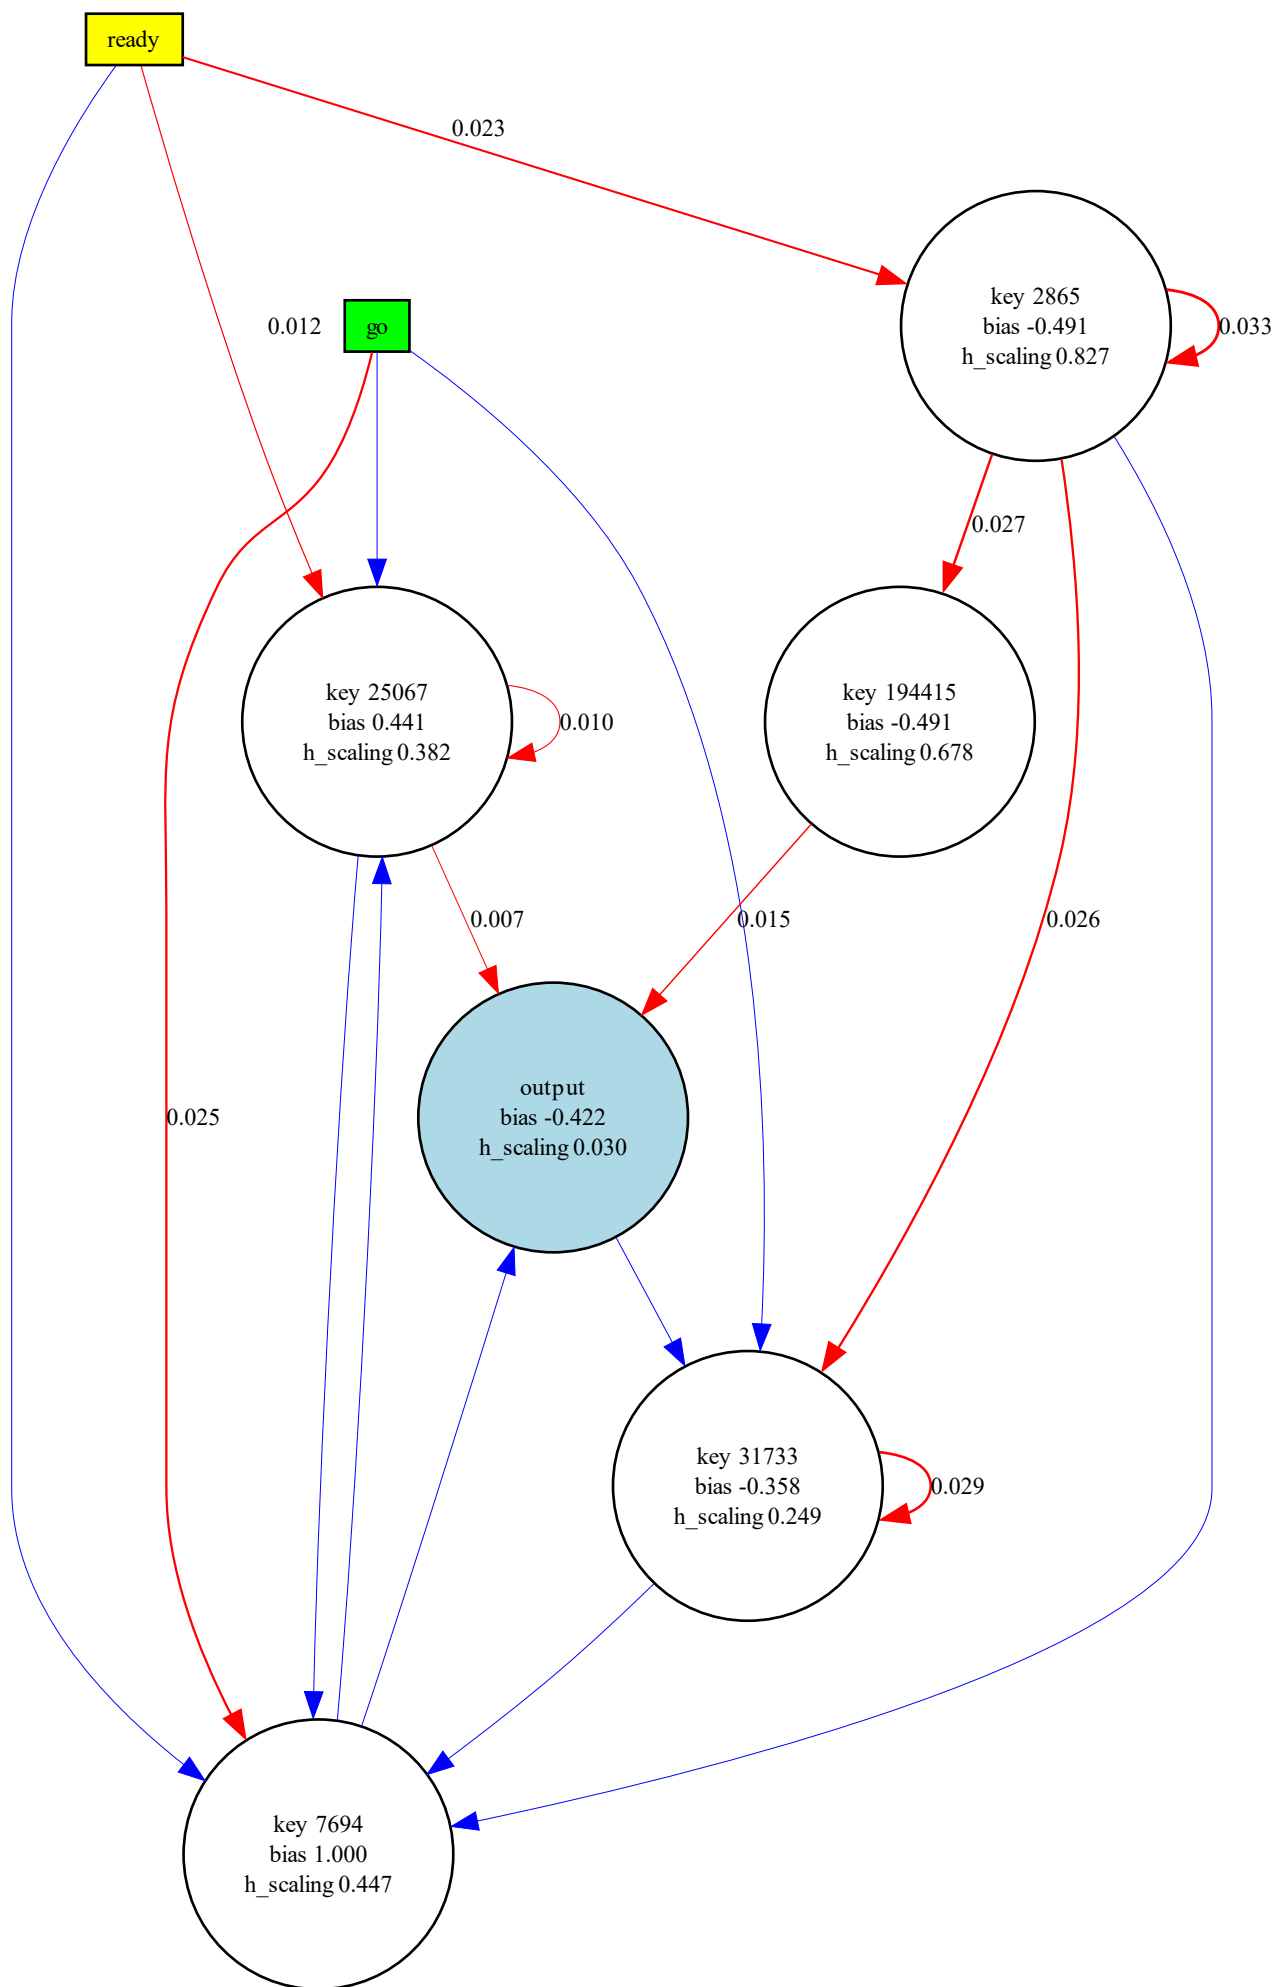 ready
0.023
key 2865
bias -0.491
h_scaling 0.827
0.033
0.012
go
0.027
key 25067
bias 0.441
h_scaling 0.382
0.010
key 194415
bias -0.491
h_scaling 0.678
0.007
0.015
0.026
output
bias -0.422
h_scaling 0.030
0.025
key 31733
bias -0.358
h_scaling 0.249
0.029
key 7694
bias 1.000
h_scaling 0.447